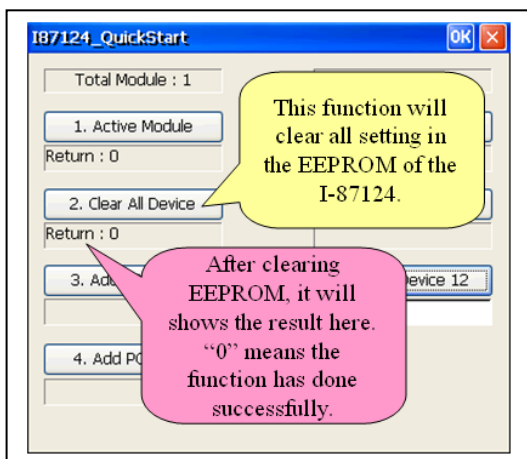 I87124_QuickStart
OK
Total Module : 1
1. Active Module
Return : 0
This function will
clear all setting in
the EEPROM of the
I-87124.
2. Clear All Device
Return : 0
After clearing
EEPROM, it will
shows the result here.
“0” means the
function has done
successfully.
3.
evice 12
4. Add